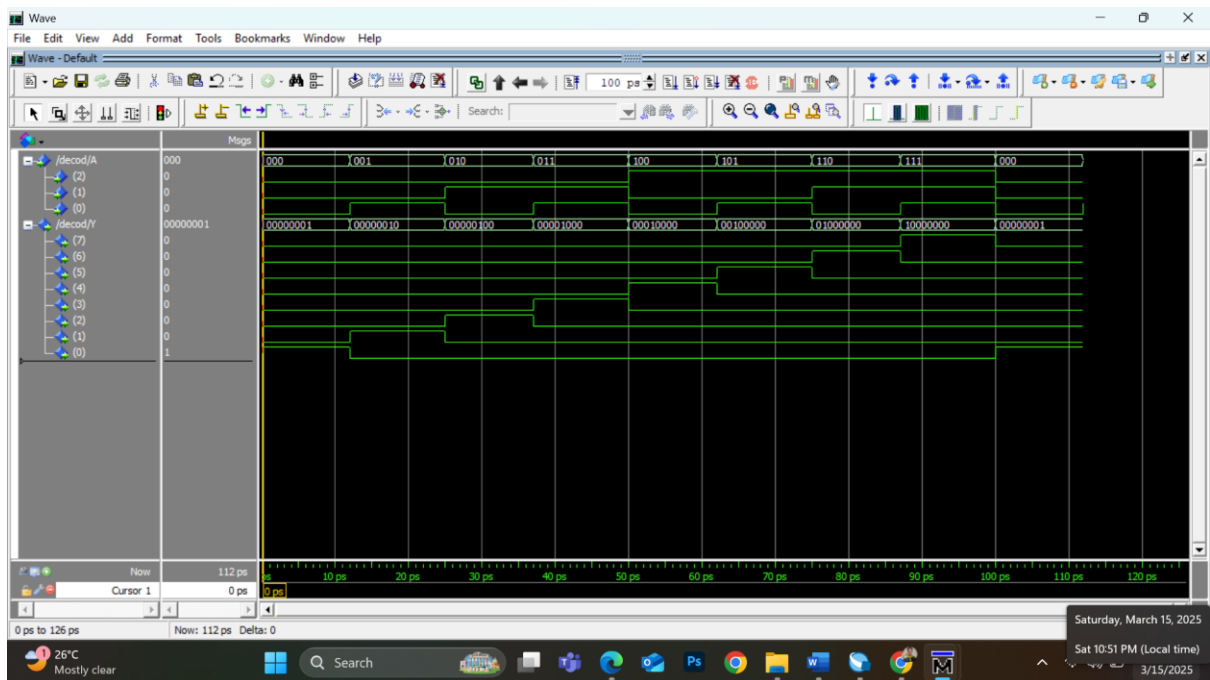 Wave
File Edit View Add Format Tools Bookmarks Window Help
Wave - Default
100 ps
Search:
Msgs
/decod/A 000 000 001 010 011 100 101 110 111 000
(2) 0
(1) 0
(0) 0
/decod/Y 00000001 00000001 00000010 00000100 00001000 00010000 00100000 01000000 10000000 00000001
(7) 0
(6) 0
(5) 0
(4) 0
(3) 0
(2) 0
(1) 0
(0) 1
Now 112 ps ps 10 ps 20 ps 30 ps 40 ps 50 ps 60 ps 70 ps 80 ps 90 ps 100 ps 110 ps 120 ps
Cursor 1 0 ps 0 ps
0 ps to 126 ps Now: 112 ps Delta: 0
Saturday, March 15, 2025
Sat 10:51 PM (Local time)
1
26°C
Mostly clear
Search
Ps
3/15/2025